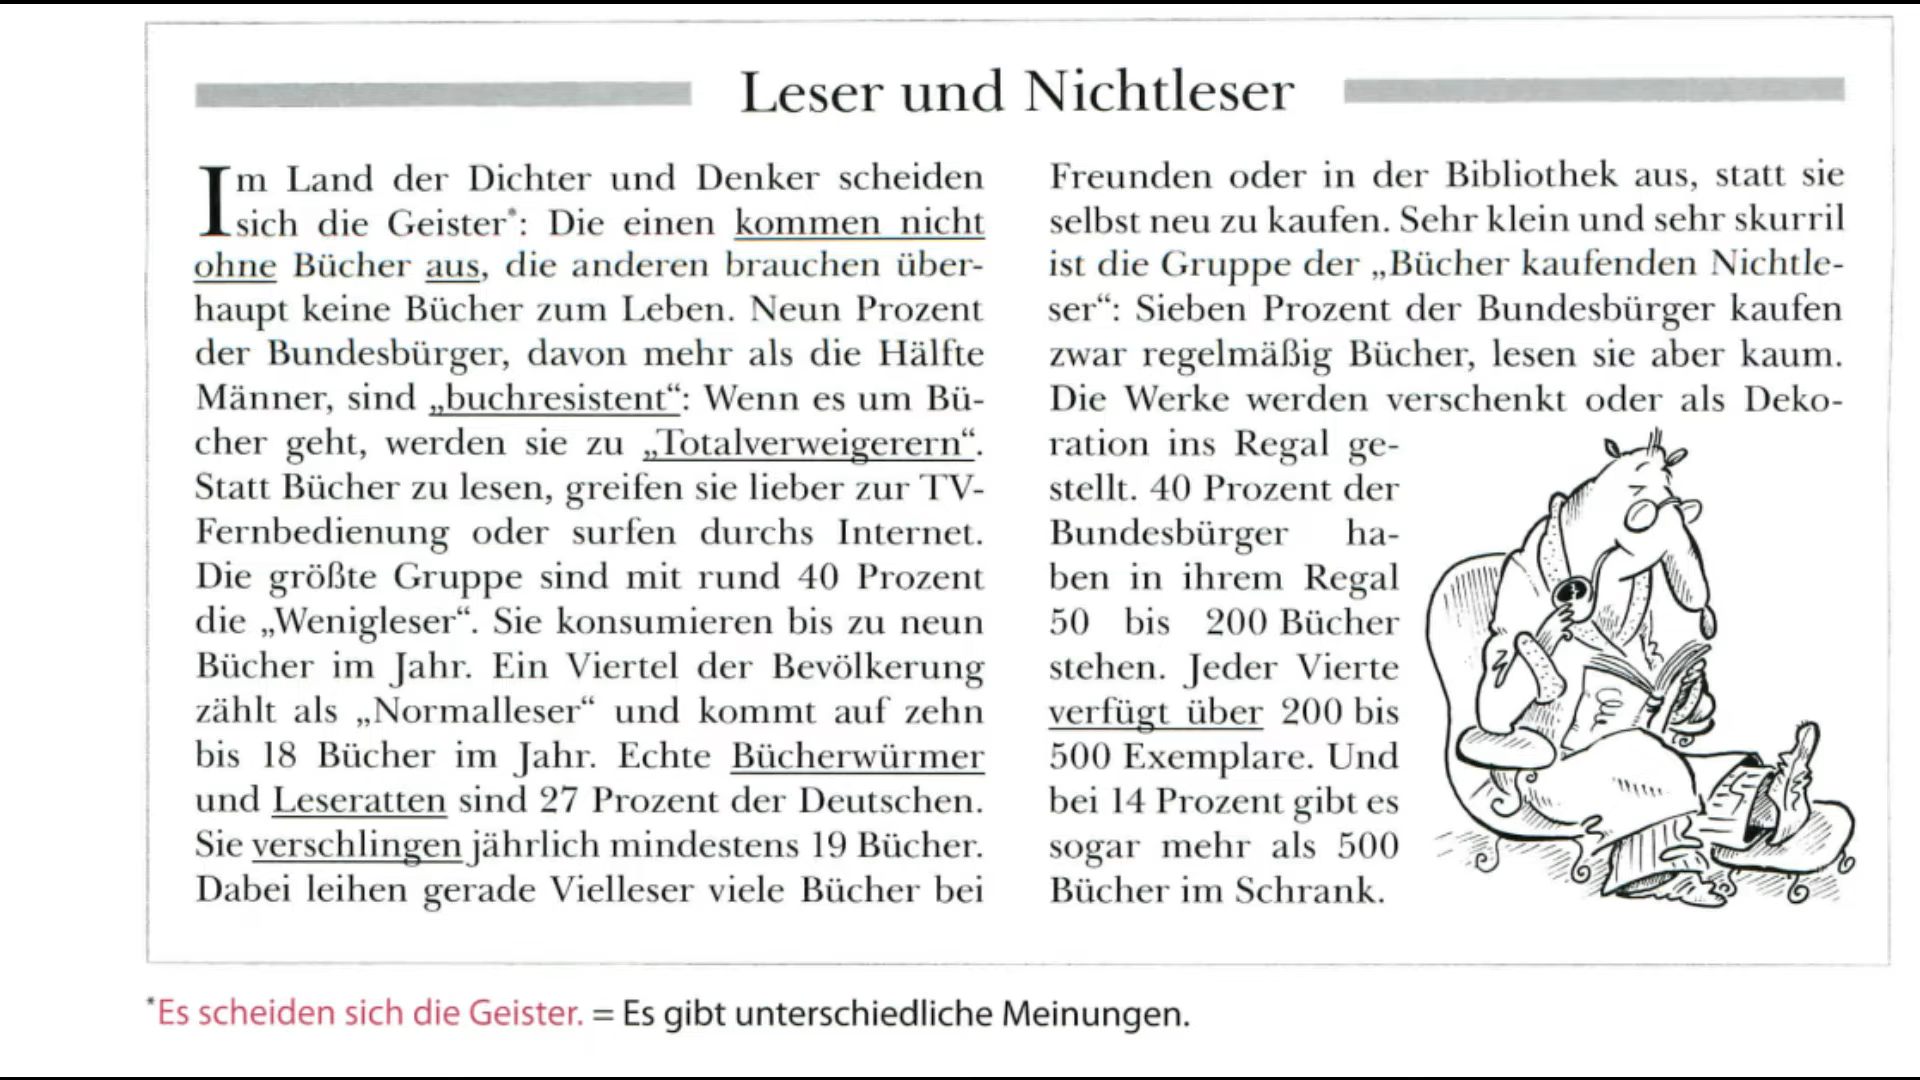 Leser und Nichtleser
Im Land der Dichter und Denker scheiden
sich die Geister*: Die einen kommen nicht
ohne Bücher aus, die anderen brauchen über-
haupt keine Bücher zum Leben. Neun Prozent
der Bundesbürger, davon mehr als die Hälfte
Männer, sind „buchresistent“: Wenn es um Bü-
cher geht, werden sie zu „Totalverweigerern“.
Statt Bücher zu lesen, greifen sie lieber zur TV-
Fernbedienung oder surfen durchs Internet.
Die größte Gruppe sind mit rund 40 Prozent
die „Wenigleser“. Sie konsumieren bis zu neun
Bücher im Jahr. Ein Viertel der Bevölkerung
zählt als „Normalleser“ und kommt auf zehn
bis 18 Bücher im Jahr. Echte Bücherwürmer
und Leseratten sind 27 Prozent der Deutschen.
Sie verschlingen jährlich mindestens 19 Bücher.
Dabei leihen gerade Vielleser viele Bücher bei
Freunden oder in der Bibliothek aus, statt sie
selbst neu zu kaufen. Sehr klein und sehr skurril
ist die Gruppe der „Bücher kaufenden Nichtle-
ser“: Sieben Prozent der Bundesbürger kaufen
zwar regelmäßig Bücher, lesen sie aber kaum.
Die Werke werden verschenkt oder als Deko-
ration ins Regal ge-
stellt. 40 Prozent der
Bundesbürger ha-
ben in ihrem Regal
50 bis 200 Bücher
stehen. Jeder Vierte
verfügt über 200 bis
500 Exemplare. Und
bei 14 Prozent gibt es
sogar mehr als 500
Bücher im Schrank.
*Es scheiden sich die Geister. = Es gibt unterschiedliche Meinungen.